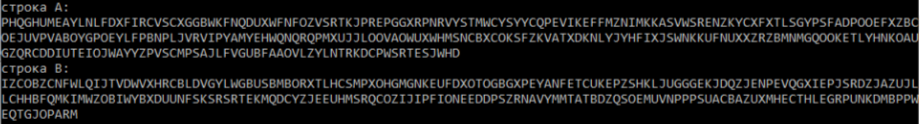 строка A:
PHQGHUMEAYLNLFDXFIRCVSCXGGBWKFNQDUXWFNFOZVSRTKJPREPGGXRPNRVYSTMWCYSYYCQPEVIKEFFMZNIMKKASVWSRENZKYCXFXTLSGYPSFADPOOEFXZBC
OEJUVPVABOYGPOEYLFPBNPLJVRVIPYAMYEHWQNQRQPMXUJJLOOVAOWUXWHMSNCBXCOKSFZKVATXDKNLYJYHFIXJSWNKKUFNUXXZRZBMNMGQOOKETLYHNKOAU
GZQRCDDIUTEIOJWAYYZPVSCMPSAJLFVGUBFAAOVLZYLNTRKDCPWSRTESJWHD
строка B:
IZCOBZCNFWLQIJTVDWVXHRCBLDVGYLWGBUSBMBORXTLHCSMPXOHGMGNKEUFDXOTOGBGXPEYANFETCUKEPZSHKLJUGGGEKJDQZJENPEVQGXIEPJSRDZJAZUJL
LCHHBFQMKIMWZOBIWYBXDUUNFSKSRSRTEKMQDCYZJEEUHMSRQCOZIJIPFIONEEDDPSZRNAVYMMTATBDZQSOEMUVNPPPSUACBAZUXMHECTHLEGRPUNKDMBPPW
EQTGJOPARM